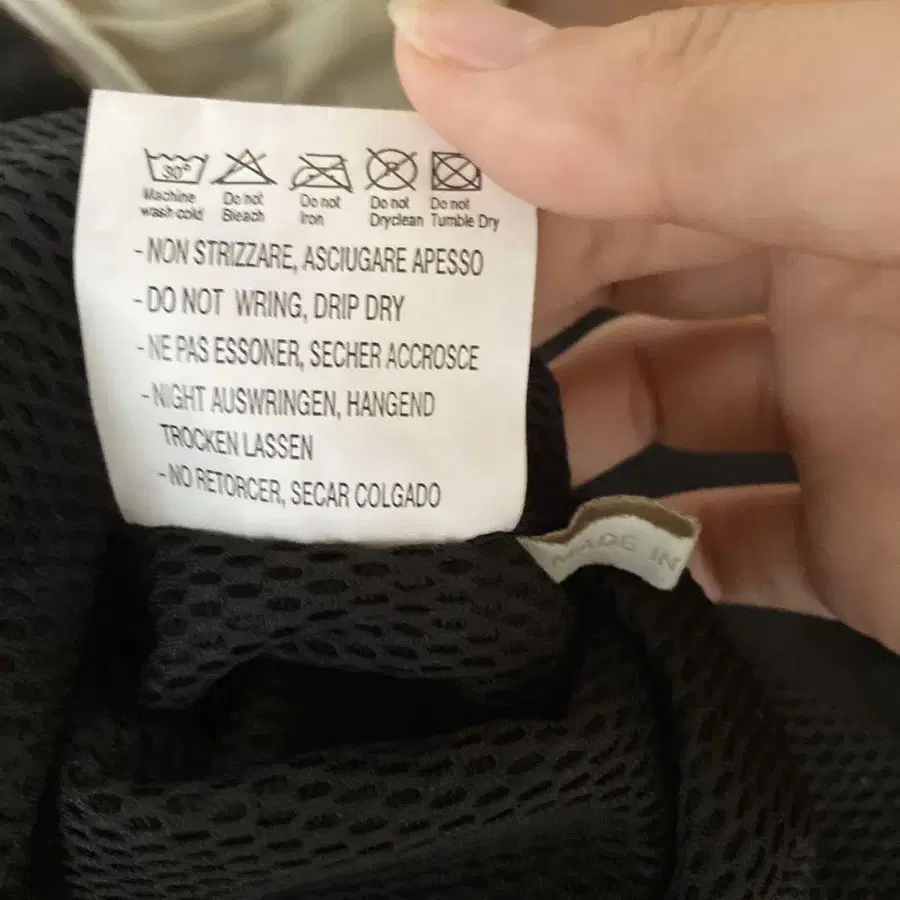 30°
Machine wash cold
Do not Bleach
Do not Iron
Do not Dryclean
Do not Tumble Dry
-NON STRIZZARE, ASCIUGARE APESSO
-DO NOT WRING, DRIP DRY
-NE PAS ESSONER, SECHER ACCROSCE
-NIGHT AUSWRINGEN, HANGEND
TROCKEN LASSEN
-NO RETORCER, SECAR COLGADO
MADE IN